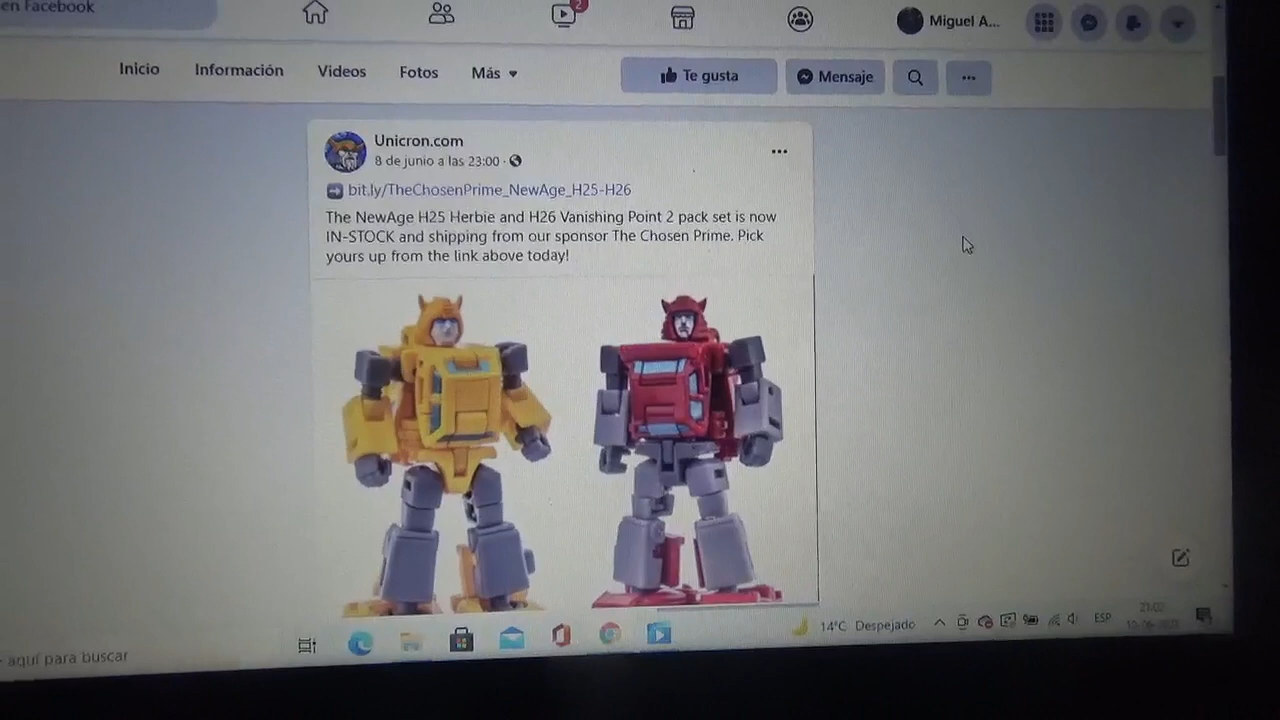 en Facebook
2
Miguel A...
Inicio
Información
Videos
Fotos
Más
Te gusta
Mensaje
Unicron.com
8 de junio a las 23:00 ·
bit.ly/TheChosenPrime_NewAge_H25-H26
The NewAge H25 Herbie and H26 Vanishing Point 2 pack set is now
IN-STOCK and shipping from our sponsor The Chosen Prime. Pick
yours up from the link above today!
aquí para buscar
14°C Despejado
ESP